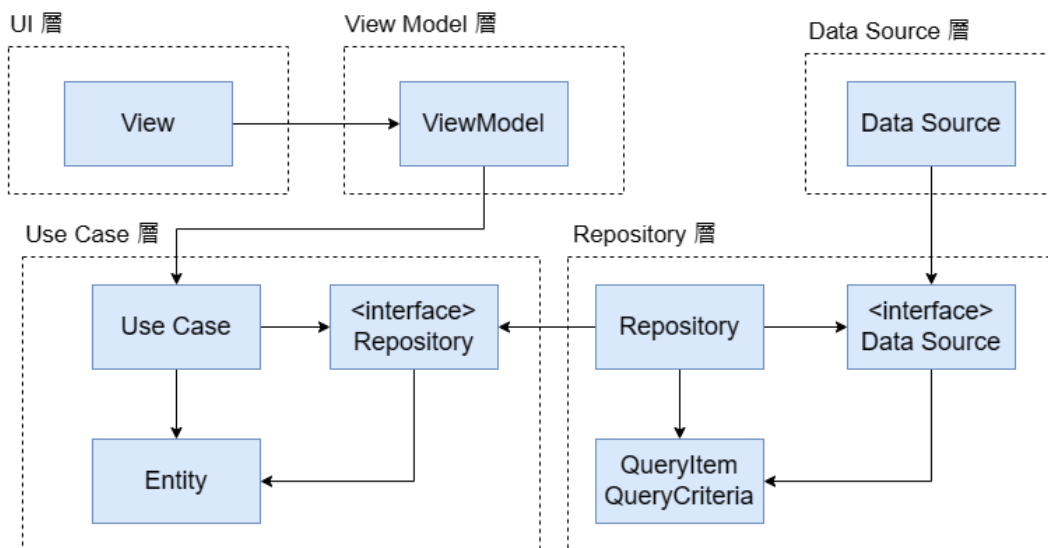 UI 層
View Model 層
Data Source 層
View
ViewModel
Data Source
Use Case 層
Repository 層
Use Case
<interface>
Repository
Repository
<interface>
Data Source
Entity
QueryItem
QueryCriteria